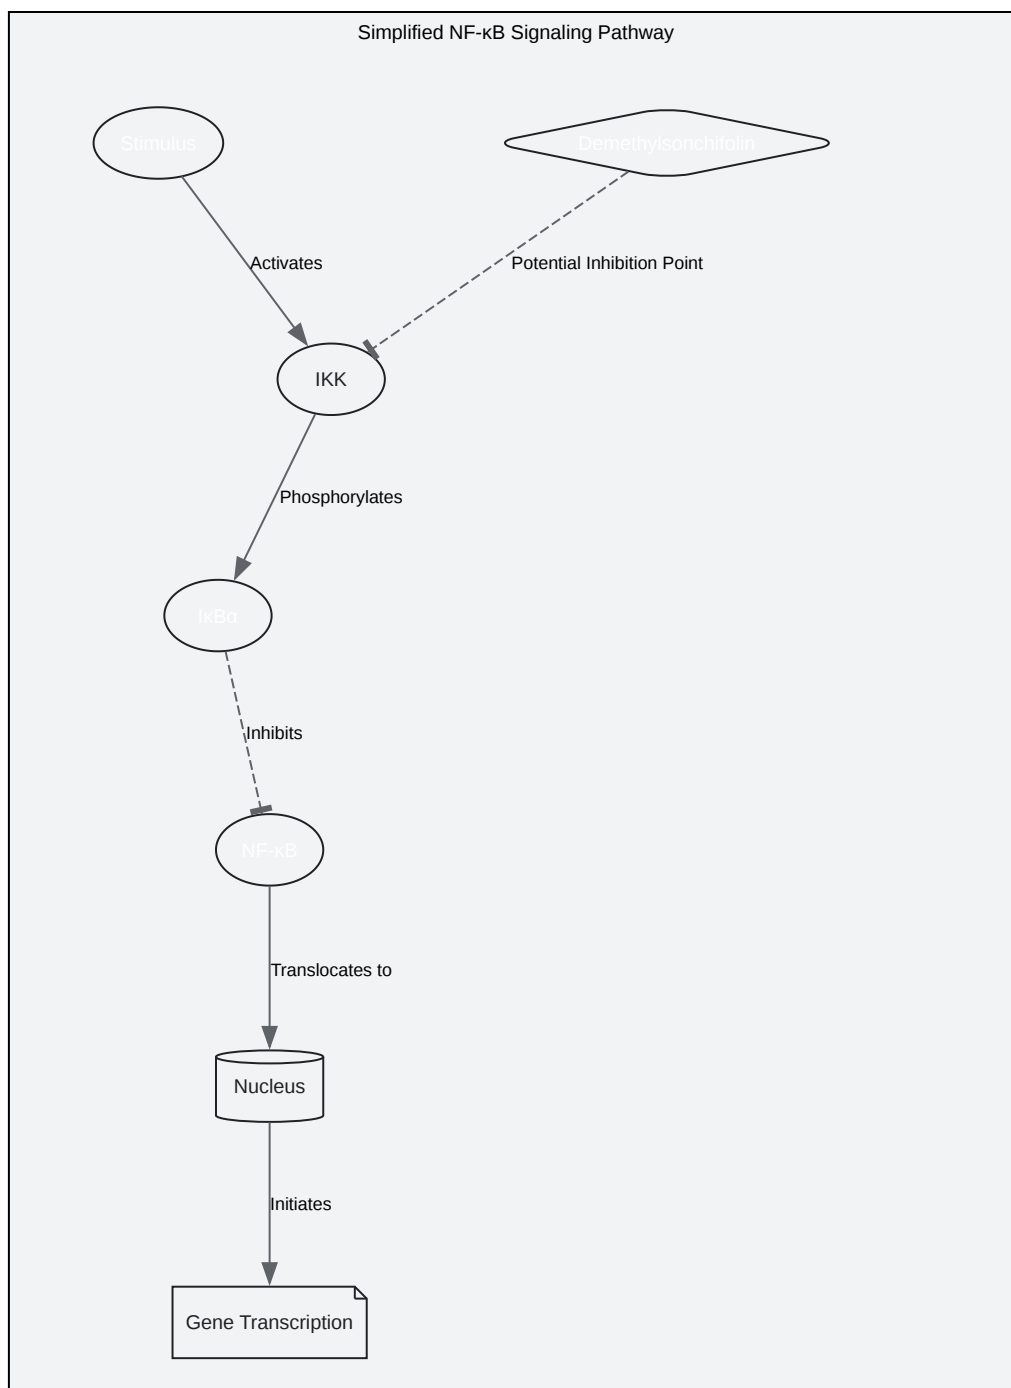 Simplified NF-κB Signaling Pathway
Stimulus
Demethylsonchifolin
Activates
Potential Inhibition Point
IKK
Phosphorylates
IκBα
Inhibits
NF-κB
Translocates to
Nucleus
Initiates
Gene Transcription